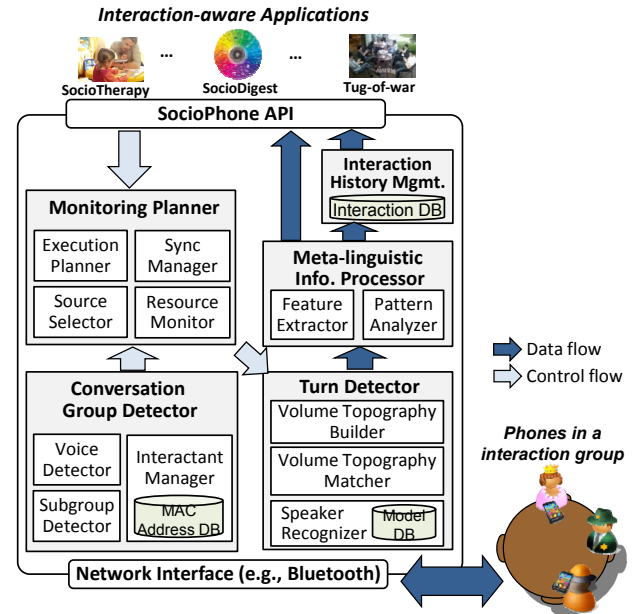 Interaction-aware Applications
... ...
SocioTherapy SocioDigest Tug-of-war
SocioPhone API
Interaction
History Mgmt.
Interaction DB
Monitoring Planner
Execution
Planner
Sync
Manager
Source
Selector
Resource
Monitor
Meta-linguistic
Info. Processor
Feature
Extractor
Pattern
Analyzer
Data flow
Control flow
Conversation
Group Detector
Voice
Detector
Subgroup
Detector
Interactant
Manager
MAC
Address DB
Turn Detector
Volume Topography
Builder
Volume Topography
Matcher
Speaker
Recognizer
Model
DB
Phones in a
interaction group
Network Interface (e.g., Bluetooth)